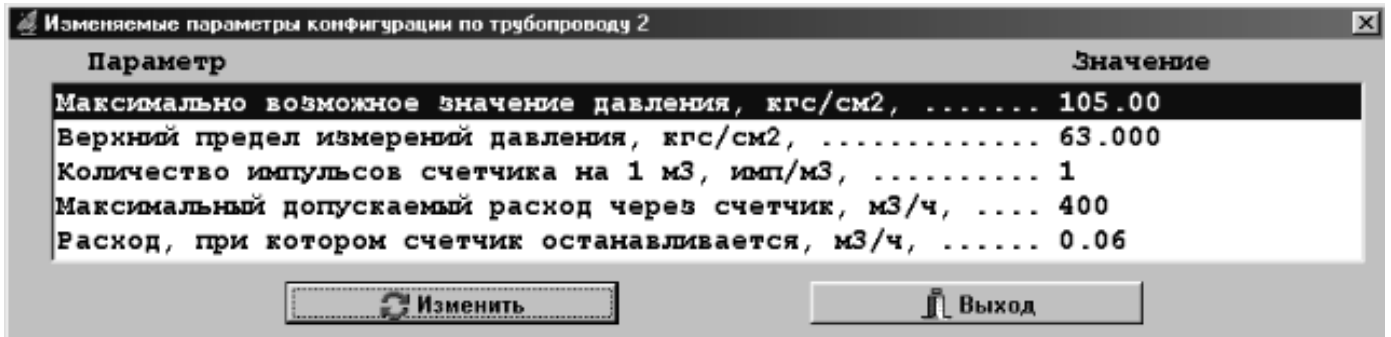 Изменяемые параметры конфигурации по трубопроводу 2
Параметр Значение
Максимально возможное значение давления, кгс/см2, ....... 105.00
Верхний предел измерений давления, кгс/см2, ............. 63.000
Количество импульсов счетчика на 1 м3, имп/м3, .......... 1
Максимальный допускаемый расход через счетчик, м3/ч, .... 400
Расход, при котором счетчик останавливается, м3/ч, ...... 0.06
Изменить Выход